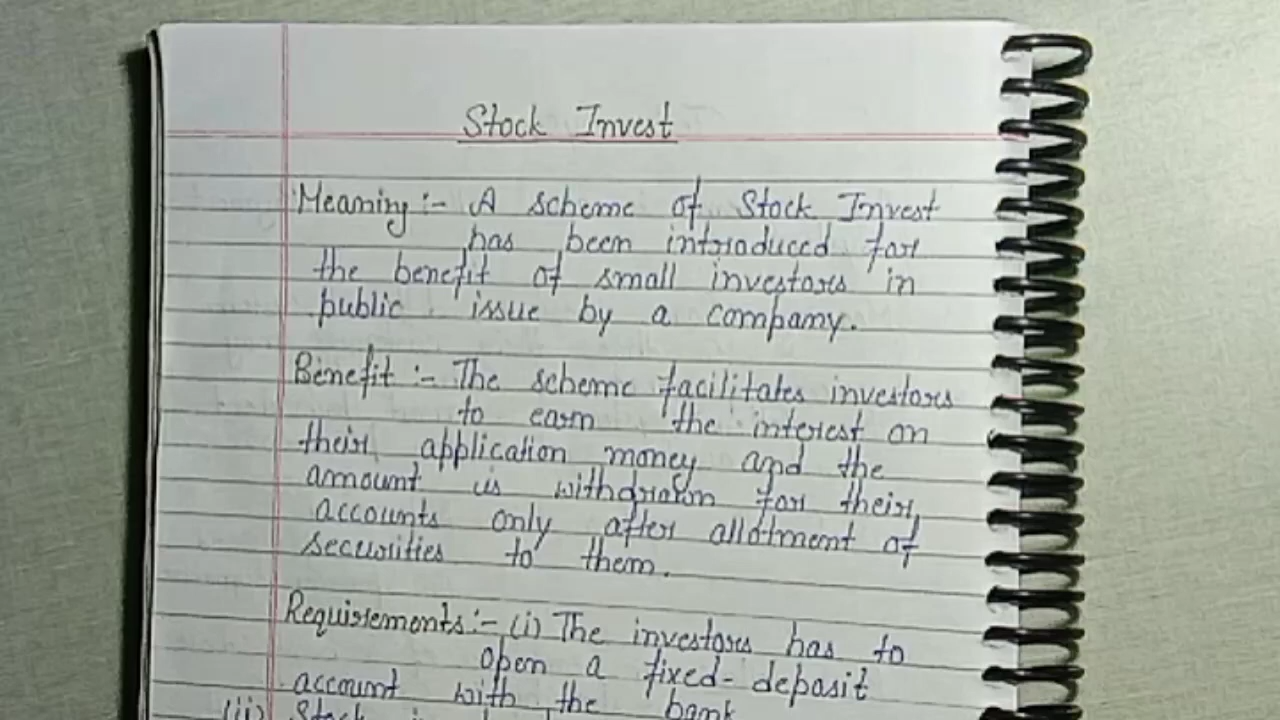 Stock Invest
Meaning :- A scheme of Stock Invest
has been introduced for
the benefit of small investors in
public issue by a company.
Benefit :- The scheme facilitates investors
to earn the interest on
their application money and the
amount is withdrawn for their
accounts only after allotment of
securities to them.
Requirements :- (i) The investors has to
open a fixed-deposit
account with the bank
(ii) Stock